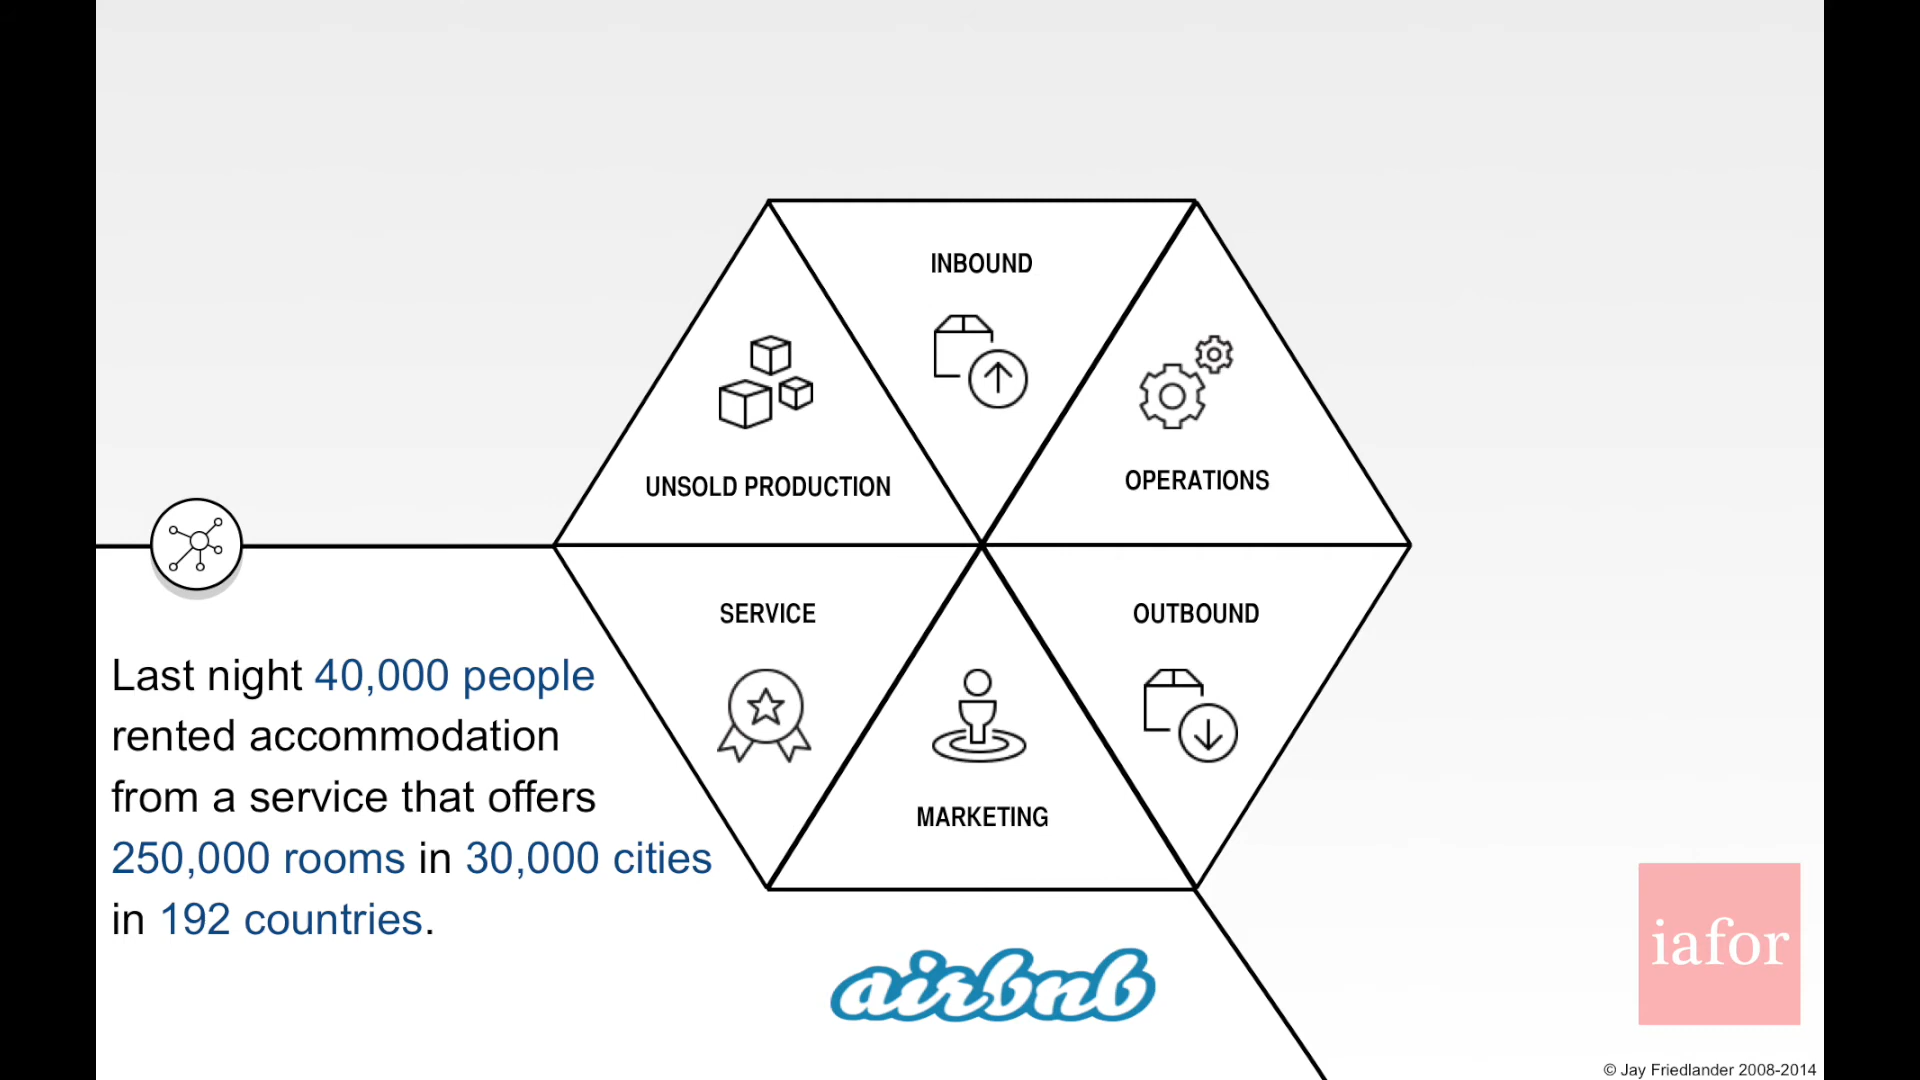 INBOUND
UNSOLD PRODUCTION
OPERATIONS
SERVICE
OUTBOUND
MARKETING
Last night 40,000 people
rented accommodation
from a service that offers
250,000 rooms in 30,000 cities
in 192 countries.
airbnb
iafor
© Jay Friedlander 2008-2014